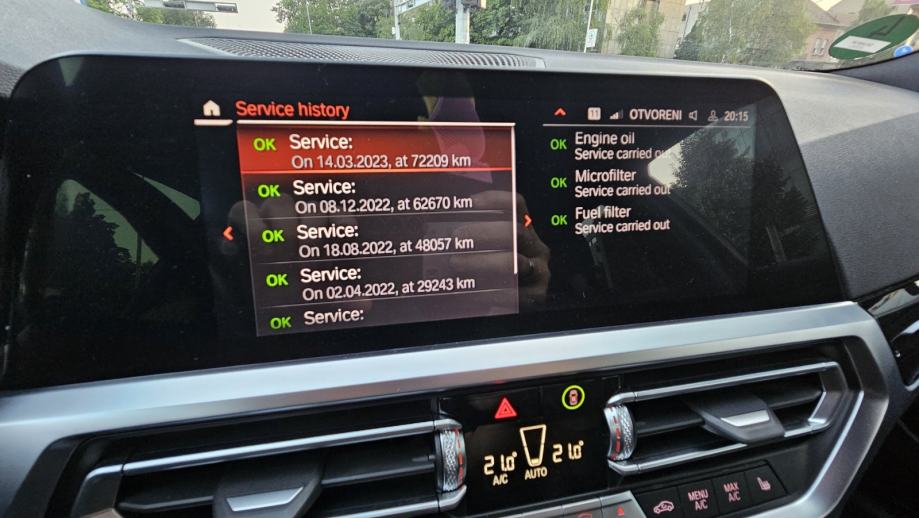 Service history
OK Service:
On 14.03.2023, at 72209 km
OK Service:
On 08.12.2022, at 62670 km
OK Service:
On 18.08.2022, at 48057 km
OK Service:
On 02.04.2022, at 29243 km
OK Service:
11 OTVORENI 20:15
OK Engine oil
Service carried out
OK Microfilter
Service carried out
OK Fuel filter
Service carried out
21.0° 21.0°
A/C AUTO
MENU
A/C
MAX
A/C